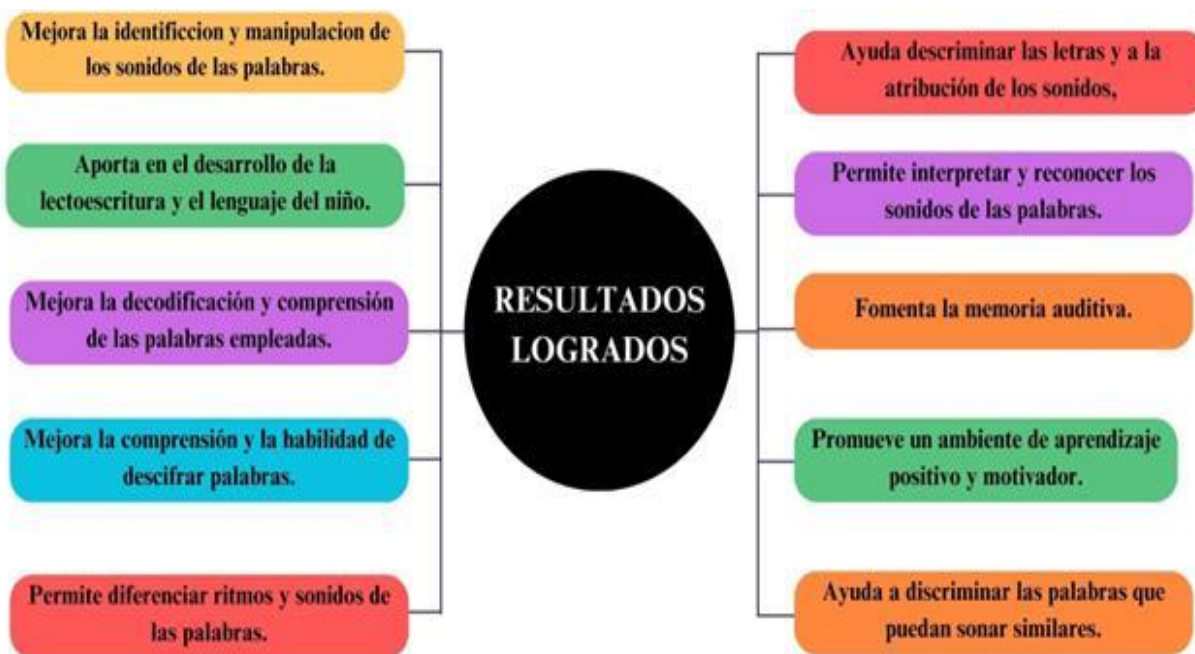 Mejora la identificcion y manipulacion de
los sonidos de las palabras.
Aporta en el desarrollo de la
lectoescritura y el lenguaje del niño.
Mejora la decodificación y comprensión
de las palabras empleadas.
Mejora la comprensión y la habilidad de
descifrar palabras.
Permite diferenciar ritmos y sonidos de
las palabras.
RESULTADOS
LOGRADOS
Ayuda descriminar las letras y a la
atribución de los sonidos,
Permite interpretar y reconocer los
sonidos de las palabras.
Fomenta la memoria auditiva.
Promueve un ambiente de aprendizaje
positivo y motivador.
Ayuda a discriminar las palabras que
puedan sonar similares.